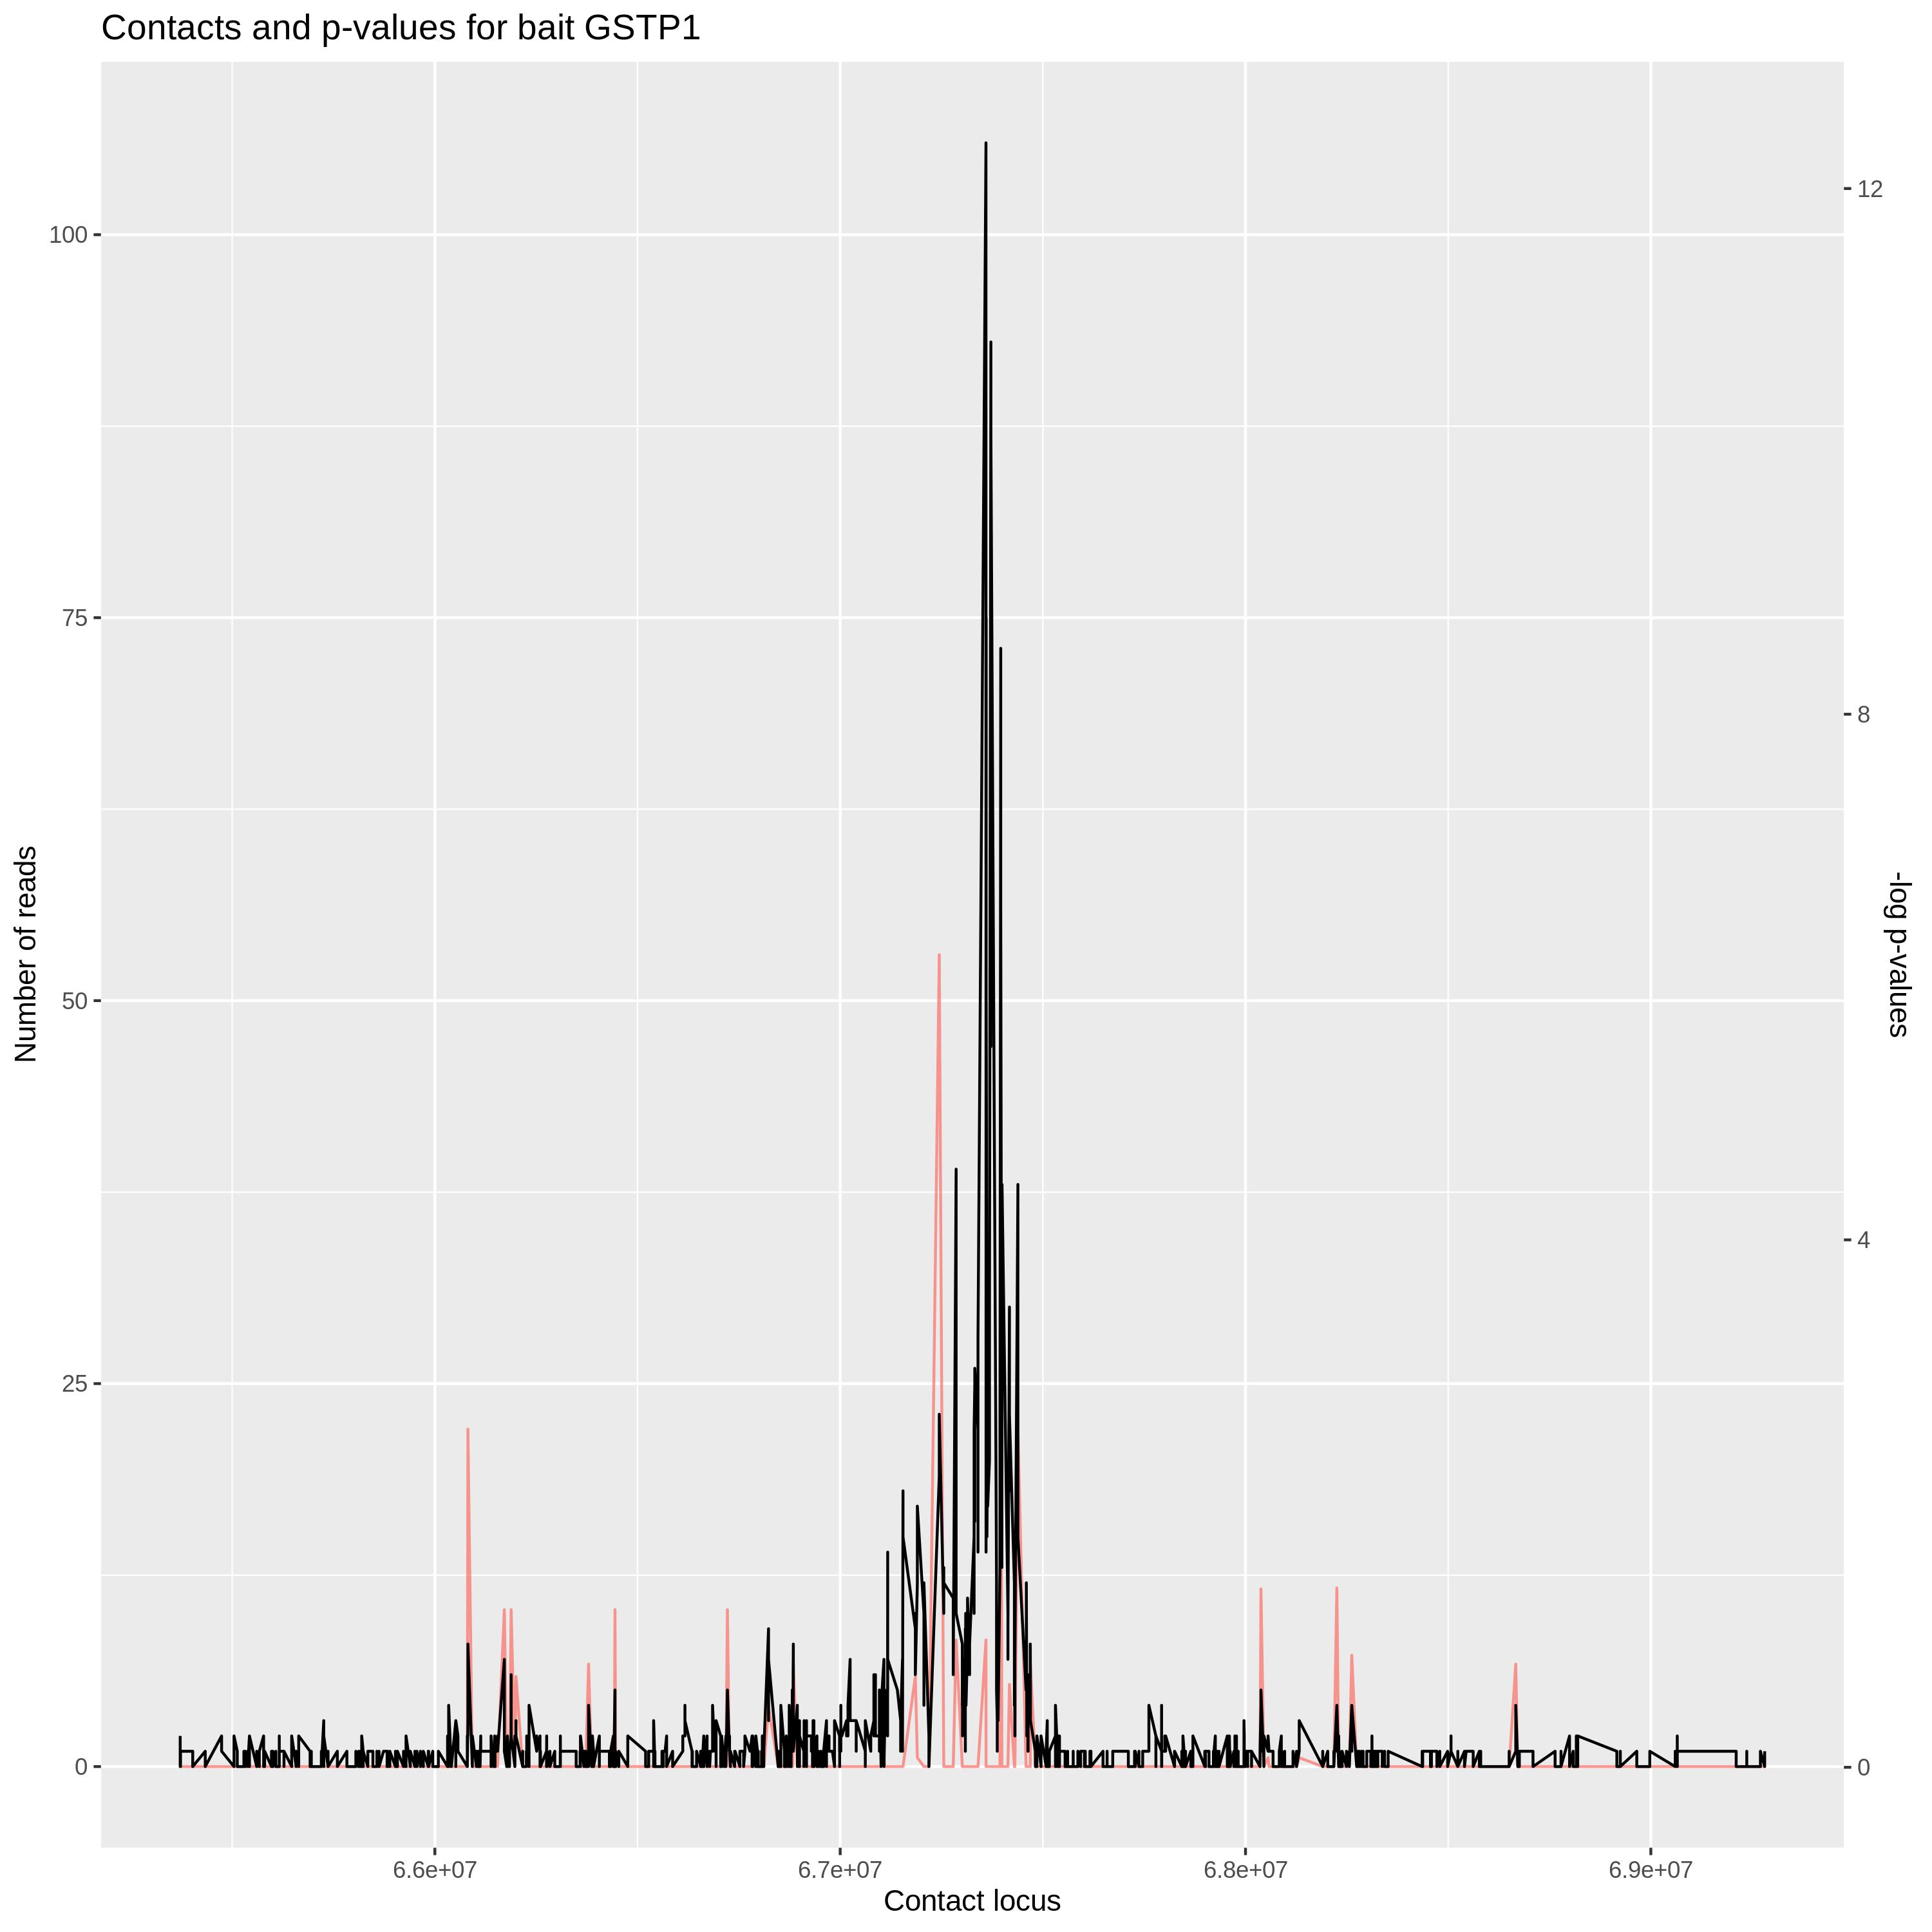 Contacts and p-values for bait GSTP1
100
75
50
25
0
12
8
4
0
Number of reads
-log p-values
6.6e+07 6.7e+07 6.8e+07 6.9e+07
Contact locus